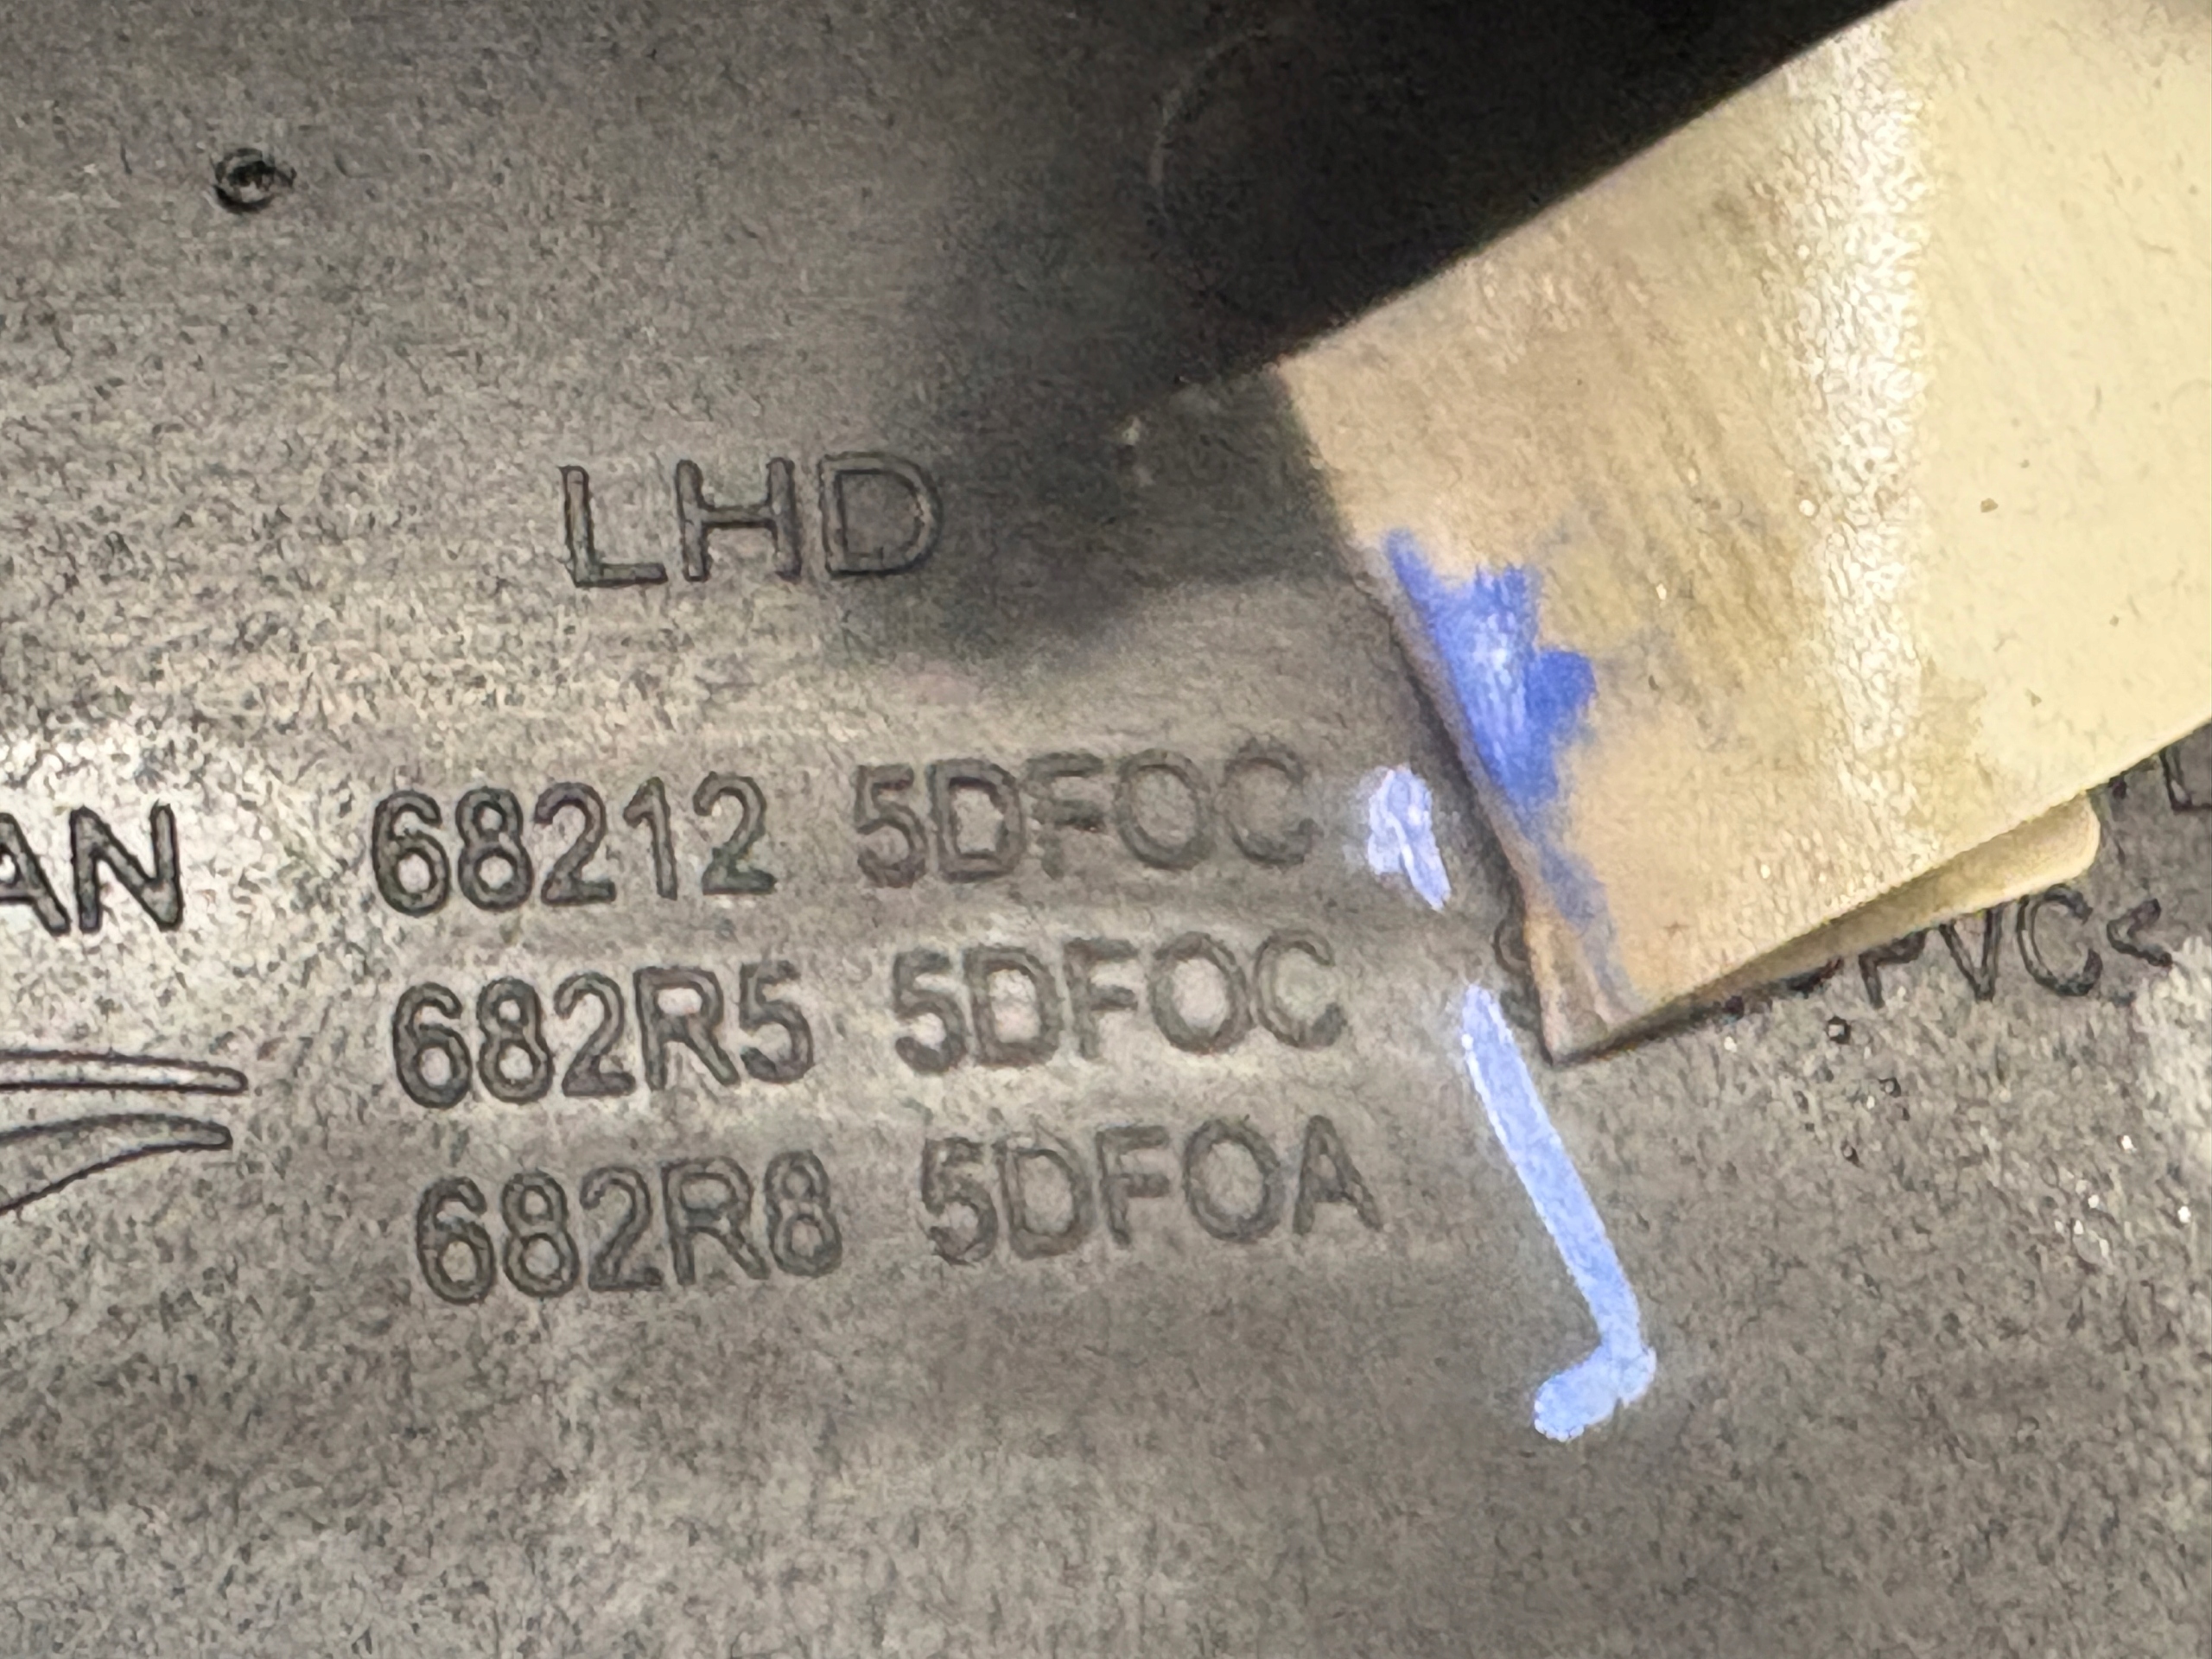 LHD
AN 68212 5DF0C
682R5 5DF0C
PVC<
682R8 5DF0A